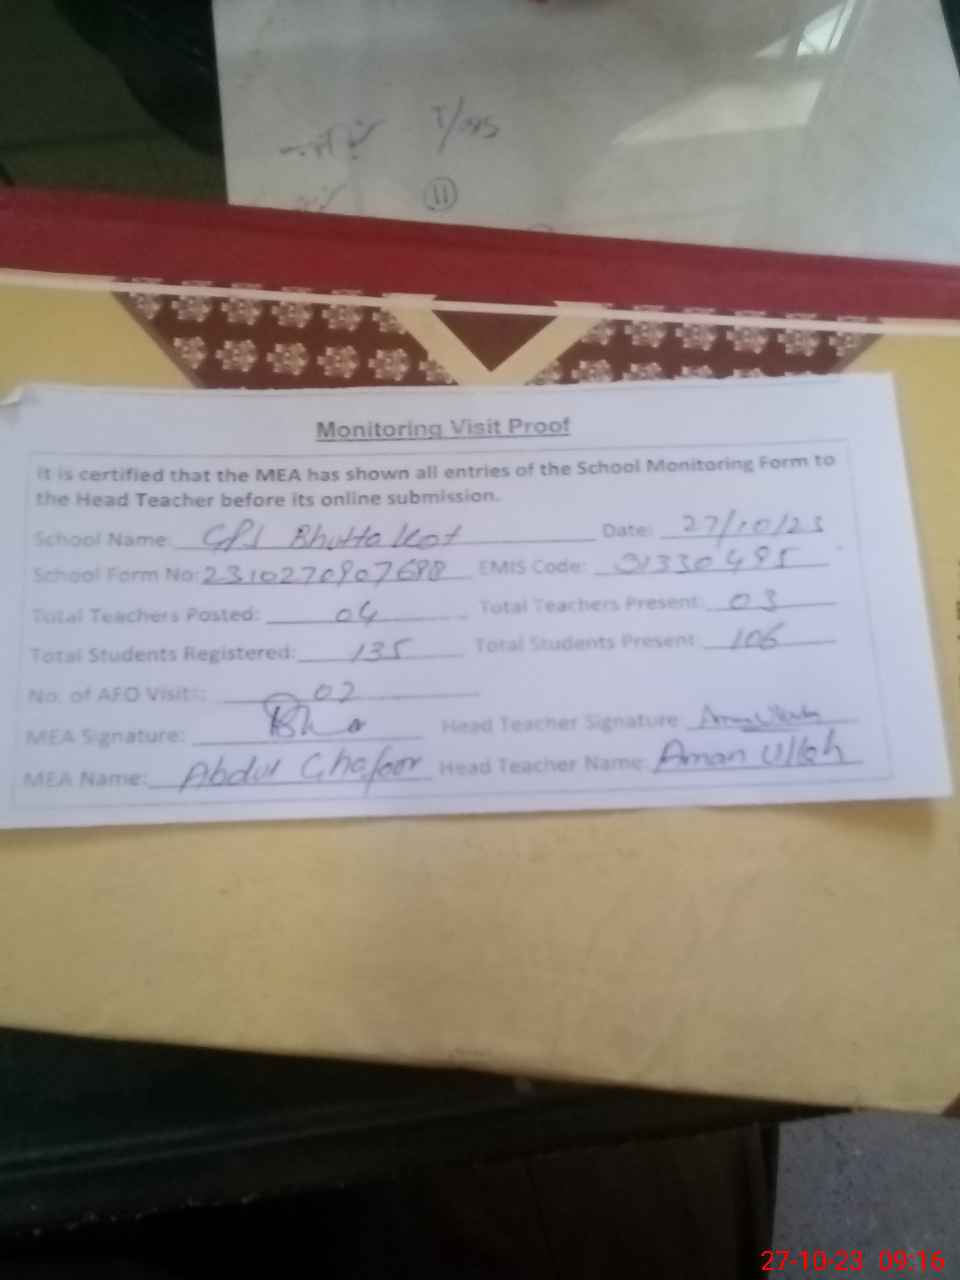 T/
11
Monitoring Visit Proof
It is certified that the MEA has shown all entries of the School Monitoring Form to
the Head Teacher before its online submission.
School Name: GPS Bhutta Kot Date: 27/10/23
School Form No: 2310270907688 EMIS Code: 31330495
Total Teachers Posted: 04 Total Teachers Present: 03
Total Students Registered: 135 Total Students Present: 106
No. of AEO Visits: 02
MEA Signature: Head Teacher Signature:
MEA Name: Abdul Ghafoor Head Teacher Name: Aman Ullah
27-10-23 09:16